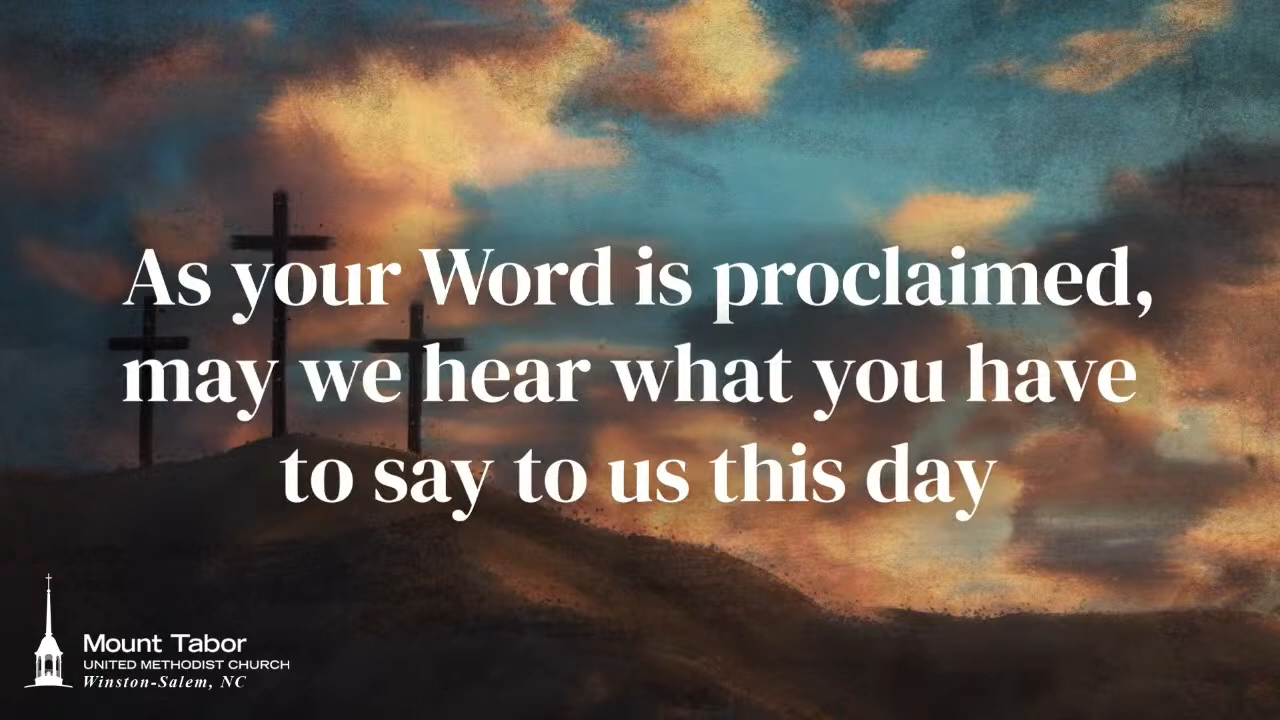 As your Word is proclaimed,
may we hear what you have
to say to us this day
Mount Tabor
UNITED METHODIST CHURCH
Winston-Salem, NC